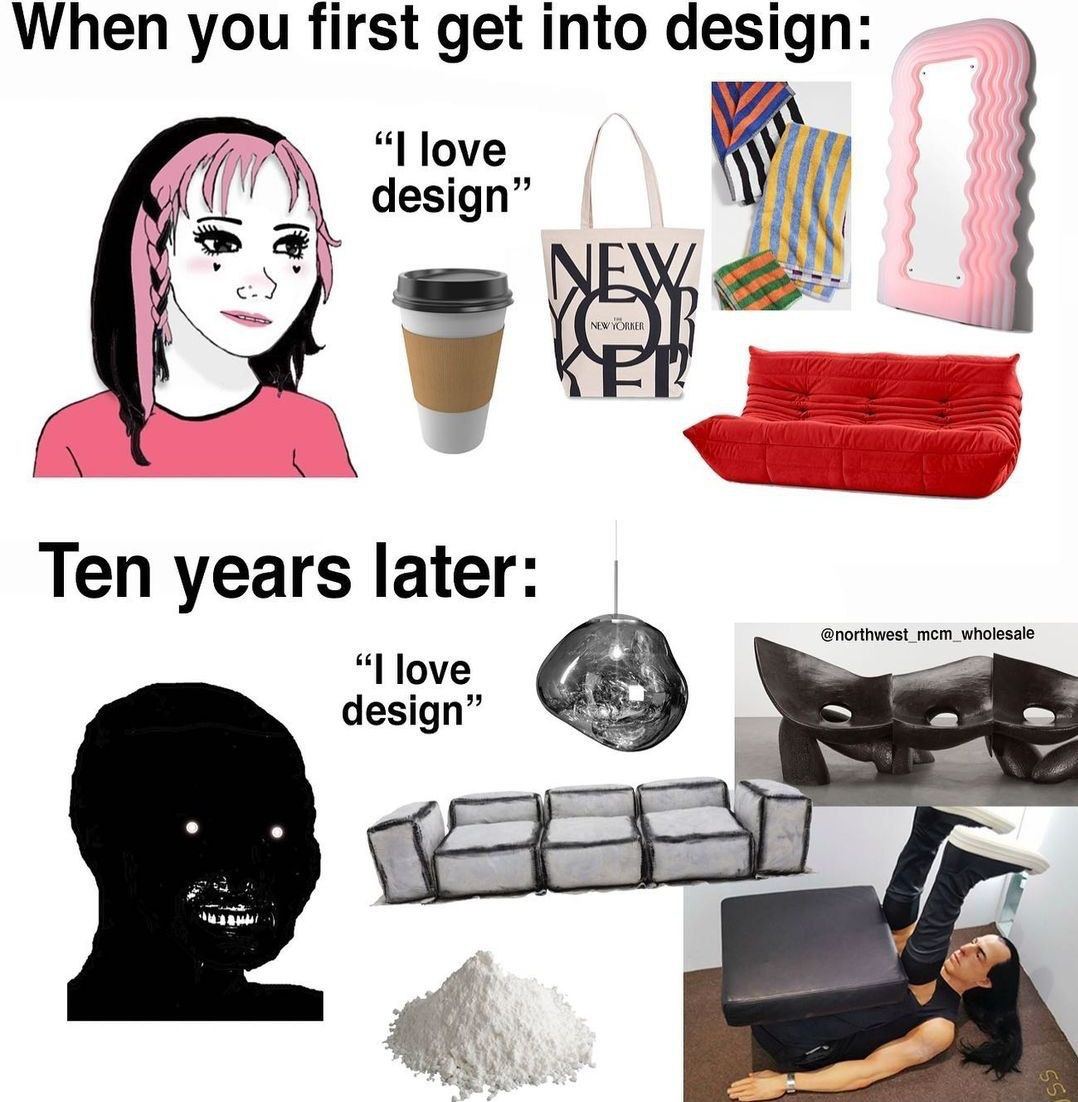 When you first get into design:
“I love
design”
NEW
YOR
KER
THE
NEW YORKER
Ten years later:
“I love
design”
@northwest_mcm_wholesale